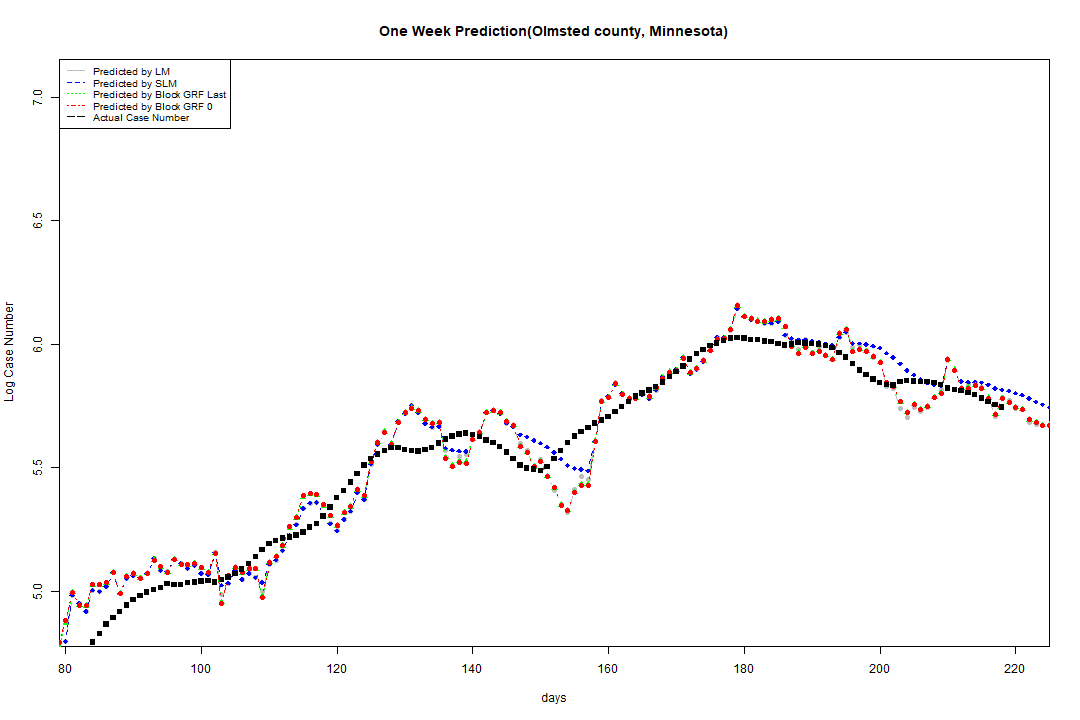 One Week Prediction(Olmsted county, Minnesota)
Predicted by LM
Predicted by SLM
Predicted by Block GRF Last
Predicted by Block GRF 0
Actual Case Number
7.0
6.5
6.0
5.5
5.0
Log Case Number
80 100 120 140 160 180 200 220
days